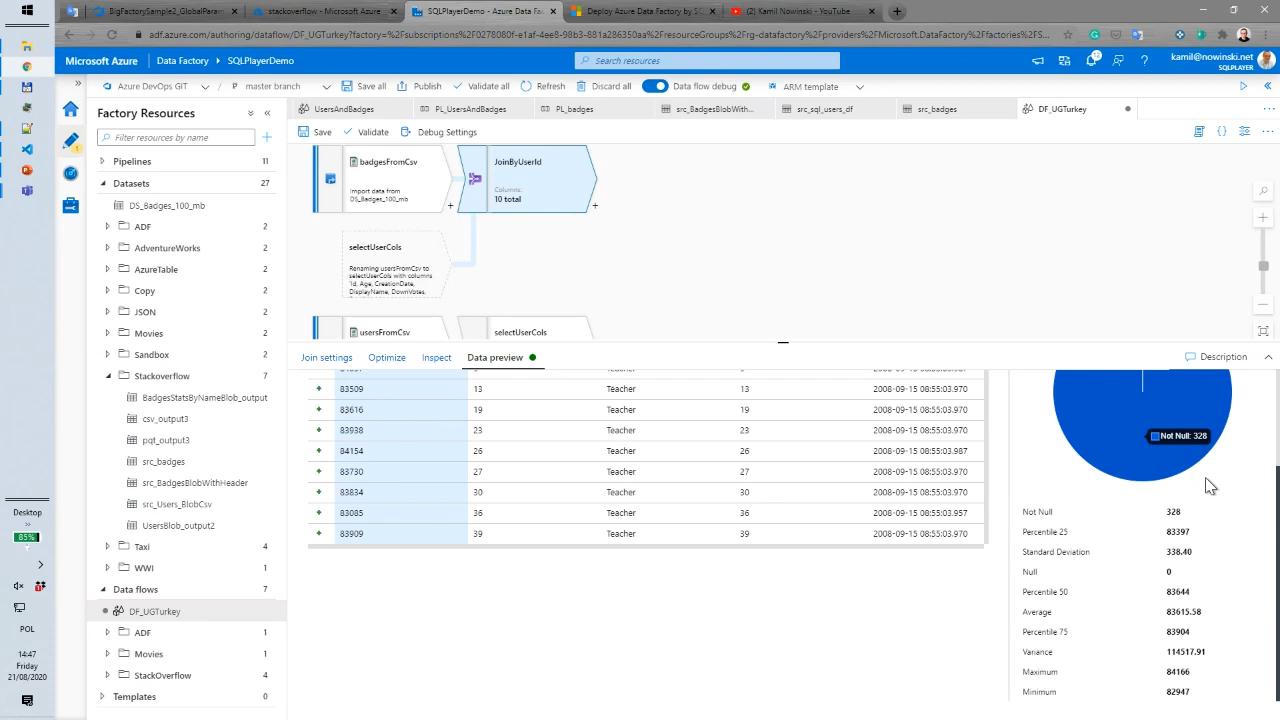 BigFactorySample2_GlobalParam
stackoverflow - Microsoft Azure
SQLPlayerDemo - Azure Data Fac
Deploy Azure Data Factory by SQ
Kamil Nowinski - YouTube
adf.azure.com/authoring/dataflow/DF_UGTurkey?factory=%2Fsubscriptions%2F0278080f-e1af-4ee8-98b3-881a286350aa%2FresourceGroups%2Frg-datafactory%2Fproviders%2FMicrosoft.DataFactory%2Ffactories%2FS...
Microsoft Azure
Data Factory
SQLPlayerDemo
Search resources
12
kamil@nowinski.net
SQLPLAYER
Azure DevOps GIT
master branch
Save all
Publish
Validate all
Refresh
Discard all
Data flow debug
ARM template
Factory Resources
Filter resources by name
Pipelines 11
Datasets 27
DS_Badges_100_mb
ADF 2
AdventureWorks 2
AzureTable 2
Copy 2
JSON 2
Movies 2
Sandbox 2
Stackoverflow 7
BadgesStatsByNameBlob_output
csv_output3
pqt_output3
src_badges
src_BadgesBlobWithHeader
src_Users_BlobCsv
UsersBlob_output2
Taxi 4
WWI 1
Data flows 7
DF_UGTurkey
ADF 1
Movies 1
StackOverflow 4
Templates 0
UsersAndBadges
PL_UsersAndBadges
PL_badges
src_BadgesBlobWith...
src_sql_users_df
src_badges
DF_UGTurkey
Save
Validate
Debug Settings
badgesFromCsv
Import data from
DS_Badges_100_mb
JoinByUserId
Columns:
10 total
selectUserCols
Renaming usersFromCsv to
selectUserCols with columns
'Id, Age, CreationDate,
DisplayName, DownVotes,
usersFromCsv
selectUserCols
Join settings
Optimize
Inspect
Data preview
Description
83509 13 Teacher 13 2008-09-15 08:55:03.970
83616 19 Teacher 19 2008-09-15 08:55:03.970
83938 23 Teacher 23 2008-09-15 08:55:03.970
84154 26 Teacher 26 2008-09-15 08:55:03.987
83730 27 Teacher 27 2008-09-15 08:55:03.970
83834 30 Teacher 30 2008-09-15 08:55:03.970
83085 36 Teacher 36 2008-09-15 08:55:03.957
83909 39 Teacher 39 2008-09-15 08:55:03.970
Not Null: 328
Not Null 328
Percentile 25 83397
Standard Deviation 338.40
Null 0
Percentile 50 83644
Average 83615.58
Percentile 75 83904
Variance 114517.91
Maximum 84166
Minimum 82947
Desktop
85%
POL
14:47
Friday
21/08/2020